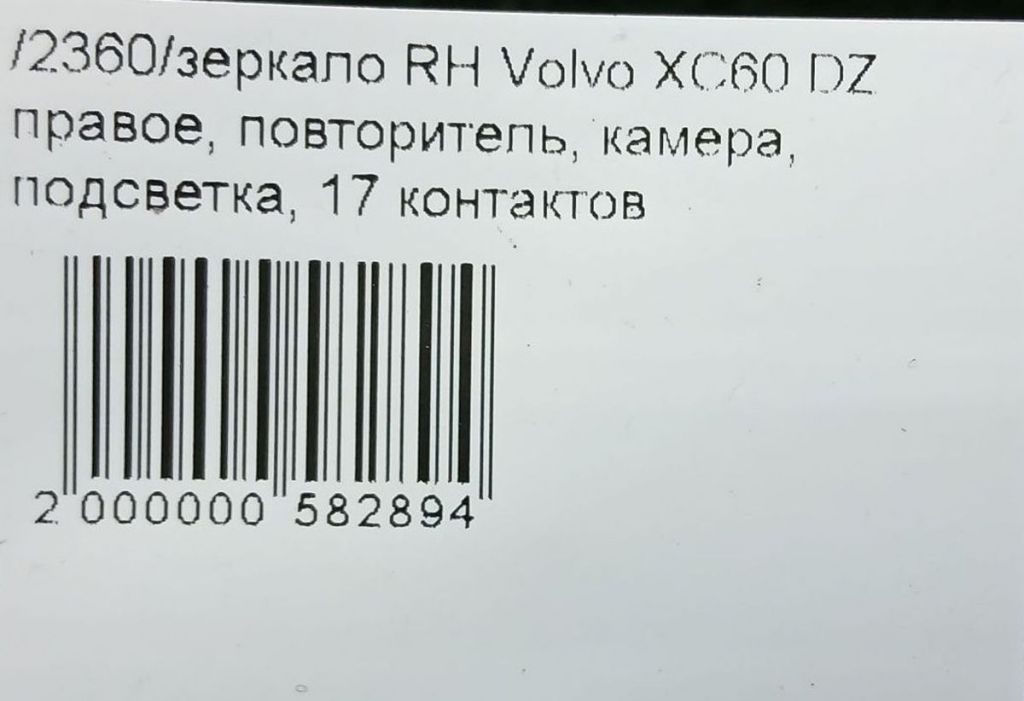 /2360/зеркало RH Volvo XC60 DZ
правое, повторитель, камера,
подсветка, 17 контактов
2 000000 582894